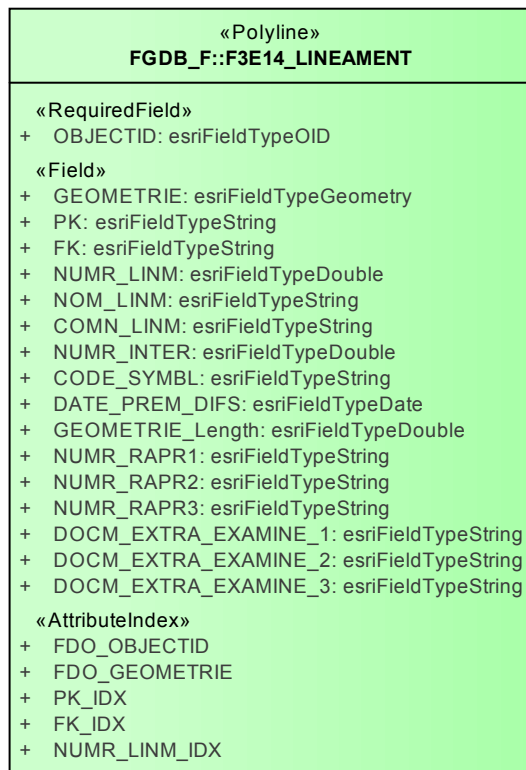 «Polyline»
FGDB_F::F3E14_LINEAMENT
«RequiredField»
+ OBJECTID: esriFieldTypeOID
«Field»
+ GEOMETRIE: esriFieldTypeGeometry
+ PK: esriFieldTypeString
+ FK: esriFieldTypeString
+ NUMR_LINM: esriFieldTypeDouble
+ NOM_LINM: esriFieldTypeString
+ COMN_LINM: esriFieldTypeString
+ NUMR_INTER: esriFieldTypeDouble
+ CODE_SYMBL: esriFieldTypeString
+ DATE_PREM_DIFS: esriFieldTypeDate
+ GEOMETRIE_Length: esriFieldTypeDouble
+ NUMR_RAPR1: esriFieldTypeString
+ NUMR_RAPR2: esriFieldTypeString
+ NUMR_RAPR3: esriFieldTypeString
+ DOCM_EXTRA_EXAMINE_1: esriFieldTypeString
+ DOCM_EXTRA_EXAMINE_2: esriFieldTypeString
+ DOCM_EXTRA_EXAMINE_3: esriFieldTypeString
«AttributeIndex»
+ FDO_OBJECTID
+ FDO_GEOMETRIE
+ PK_IDX
+ FK_IDX
+ NUMR_LINM_IDX